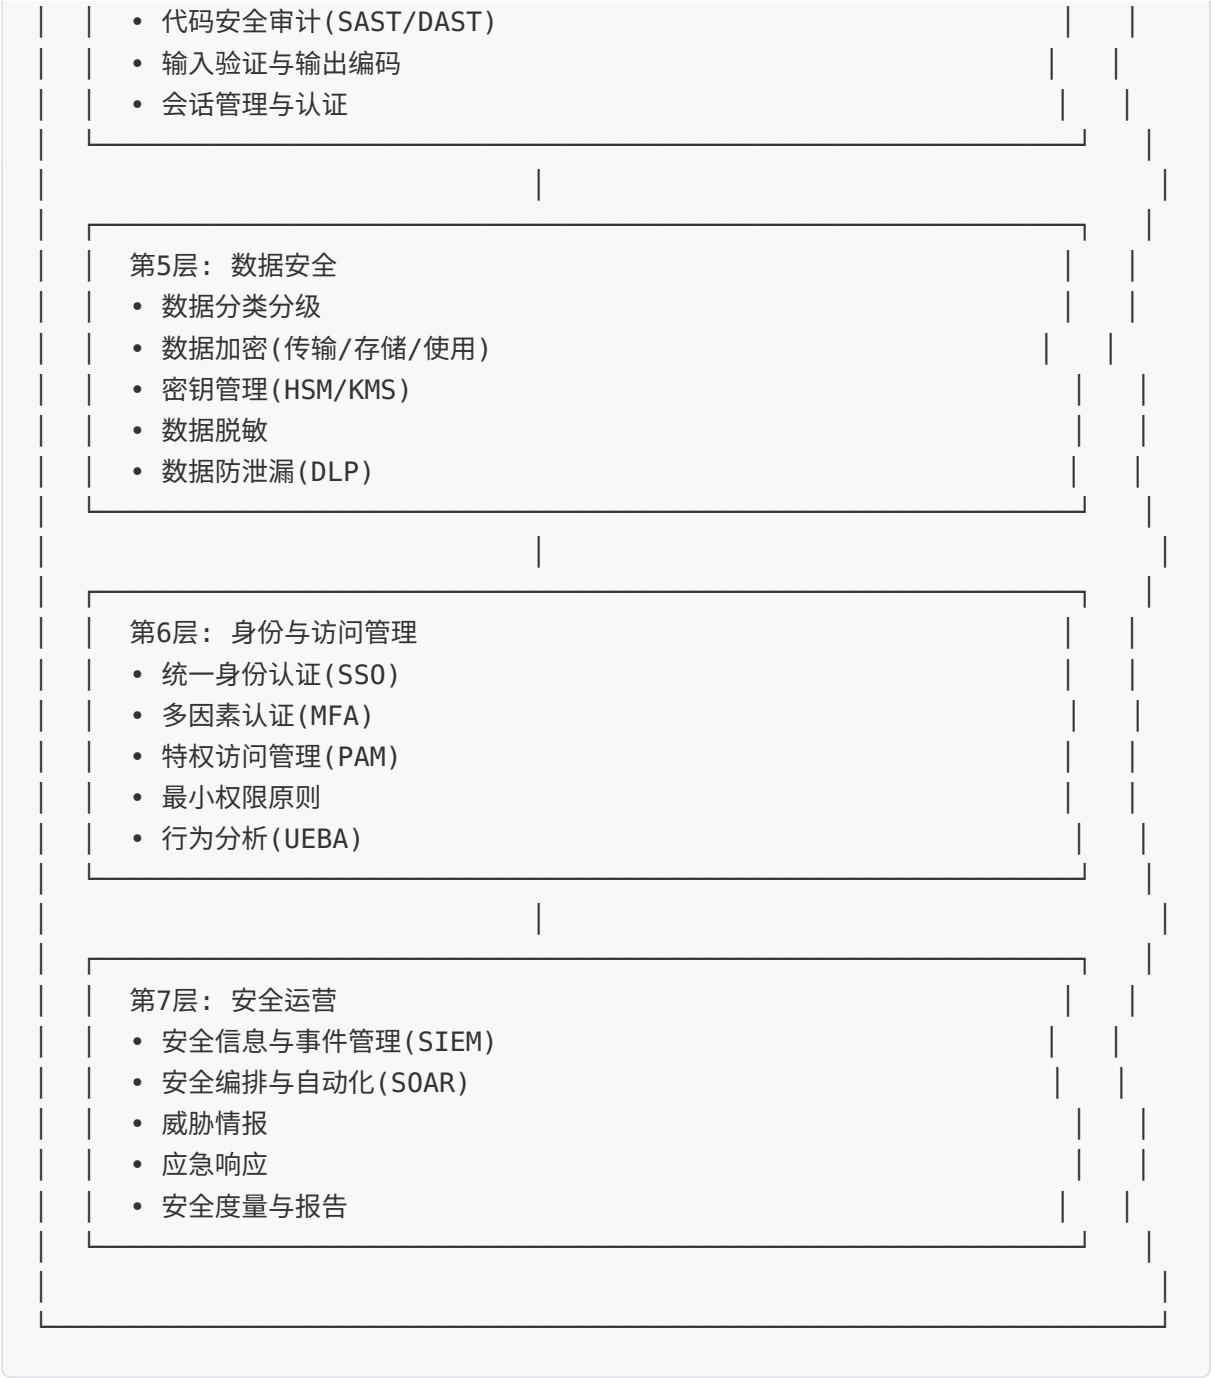 • 代码安全审计(SAST/DAST)
• 输入验证与输出编码
• 会话管理与认证
第5层: 数据安全
• 数据分类分级
• 数据加密(传输/存储/使用)
• 密钥管理(HSM/KMS)
• 数据脱敏
• 数据防泄漏(DLP)
第6层: 身份与访问管理
• 统一身份认证(SSO)
• 多因素认证(MFA)
• 特权访问管理(PAM)
• 最小权限原则
• 行为分析(UEBA)
第7层: 安全运营
• 安全信息与事件管理(SIEM)
• 安全编排与自动化(SOAR)
• 威胁情报
• 应急响应
• 安全度量与报告